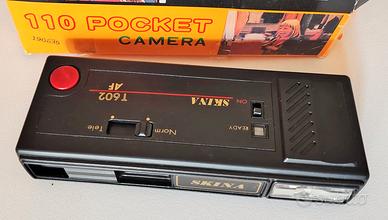 110 POCKET
CAMERA
T602
AF
SKINA
ON
READY
Norm
Tele
SKINA